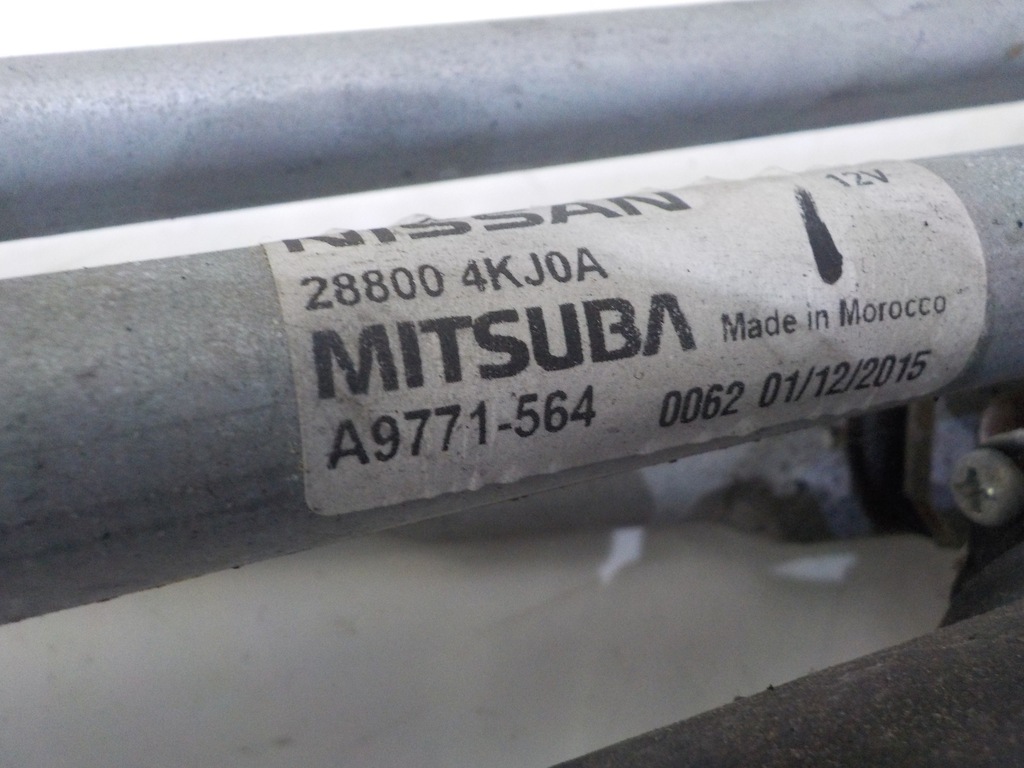 NISSAN 12V
28800 4KJ0A
MITSUBA Made in Morocco
A9771-564 0062 01/12/2015